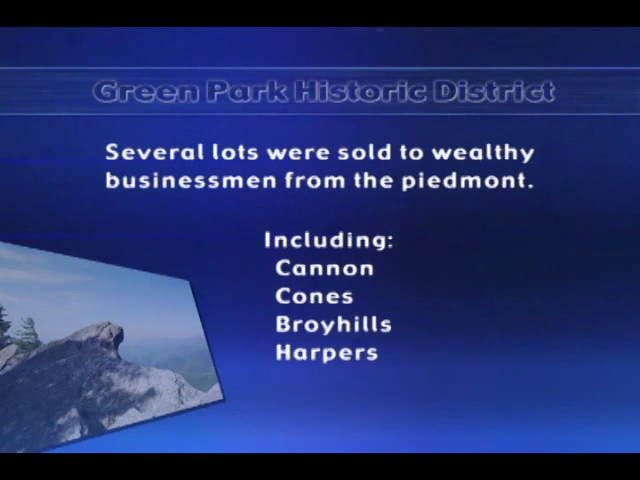 Green Park Historic District
Several lots were sold to wealthy
businessmen from the piedmont.
Including:
Cannon
Cones
Broyhills
Harpers